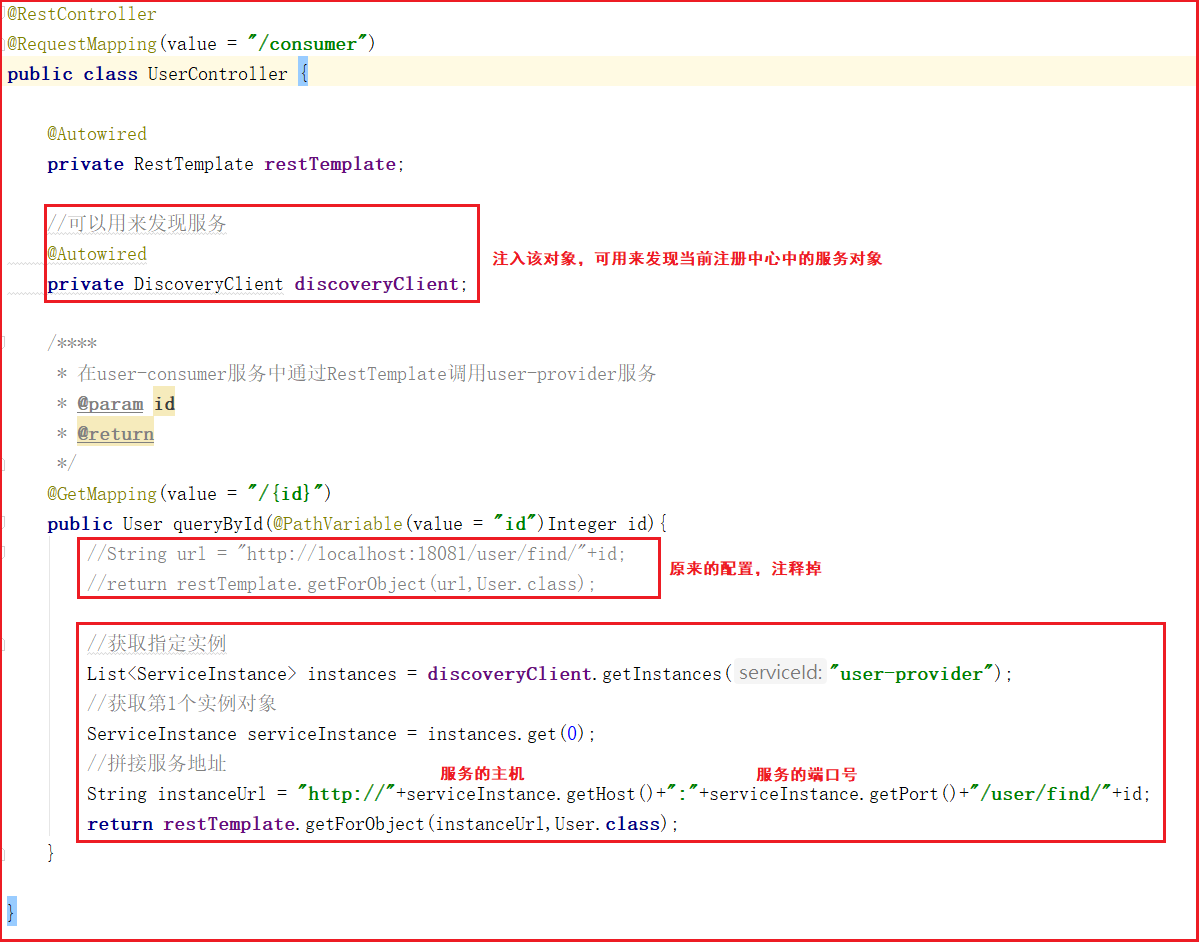 @RestController
@RequestMapping(value = "/consumer")
public class UserController {
@Autowired
private RestTemplate restTemplate;
//可以用来发现服务
@Autowired
注入该对象，可用来发现当前注册中心中的服务对象
private DiscoveryClient discoveryClient;
/****
* 在user-consumer服务中通过RestTemplate调用user-provider服务
* @param id
* @return
*/
@GetMapping(value = "/{id}")
public User queryById(@PathVariable(value = "id")Integer id){
//String url = "http://localhost:18081/user/find/"+id;
原来的配置，注释掉
//return restTemplate.getForObject(url,User.class);
//获取指定实例
List<ServiceInstance> instances = discoveryClient.getInstances( serviceId: "user-provider");
//获取第1个实例对象
ServiceInstance serviceInstance = instances.get(0);
//拼接服务地址
服务的主机 服务的端口号
String instanceUrl = "http://"+serviceInstance.getHost()+":"+serviceInstance.getPort()+"/user/find/"+id;
return restTemplate.getForObject(instanceUrl,User.class);
}
}